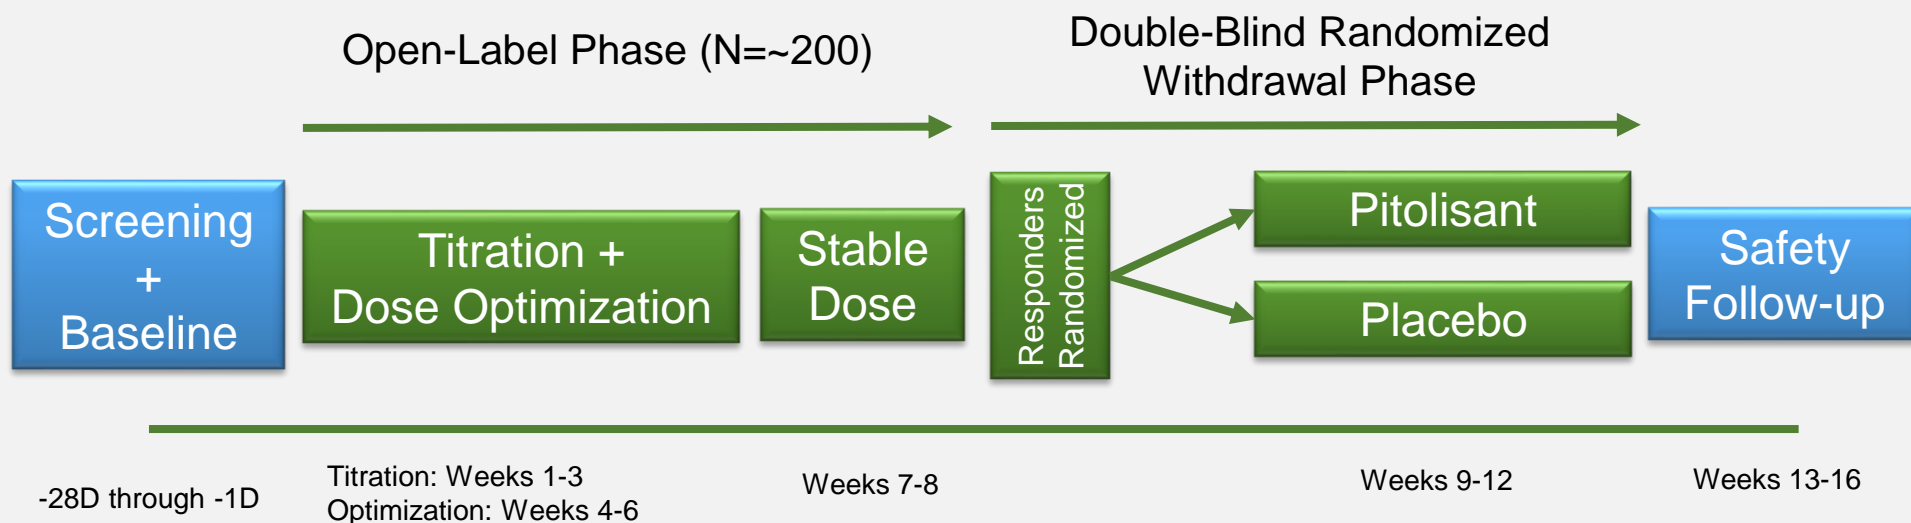 Open-Label Phase (N=~200)
Double-Blind Randomized
Withdrawal Phase
Screening
+
Baseline
Titration +
Dose Optimization
Stable
Dose
Responders
Randomized
Pitolisant
Placebo
Safety
Follow-up
-28D through -1D
Titration: Weeks 1-3
Optimization: Weeks 4-6
Weeks 7-8
Weeks 9-12
Weeks 13-16